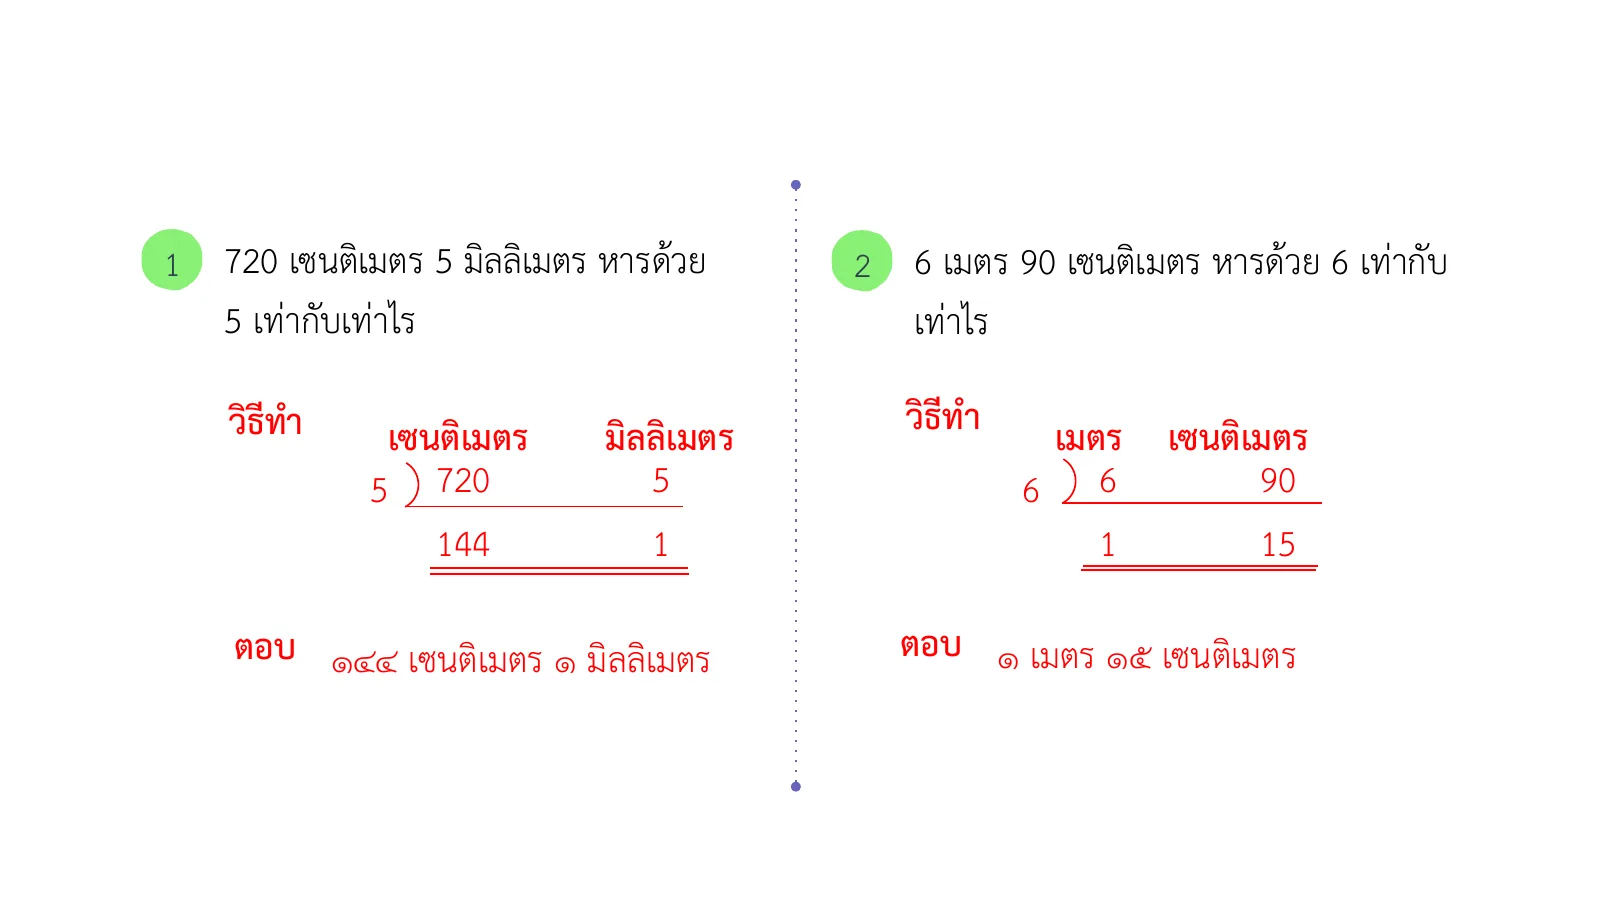 1
720 เซนติเมตร 5 มิลลิเมตร หารด้วย
5 เท่ากับเท่าไร
วิธีทำ
เซนติเมตร มิลลิเมตร
5 ) 720 5
144 1
ตอบ ๑๔๔ เซนติเมตร ๑ มิลลิเมตร
2
6 เมตร 90 เซนติเมตร หารด้วย 6 เท่ากับ
เท่าไร
วิธีทำ
เมตร เซนติเมตร
6 ) 6 90
1 15
ตอบ ๑ เมตร ๑๕ เซนติเมตร